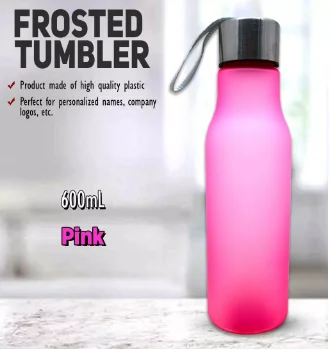 FROSTED
TUMBLER
✓ Product made of high quality plastic
✓ Perfect for personalized names, company
logos, etc.
600mL
Pink